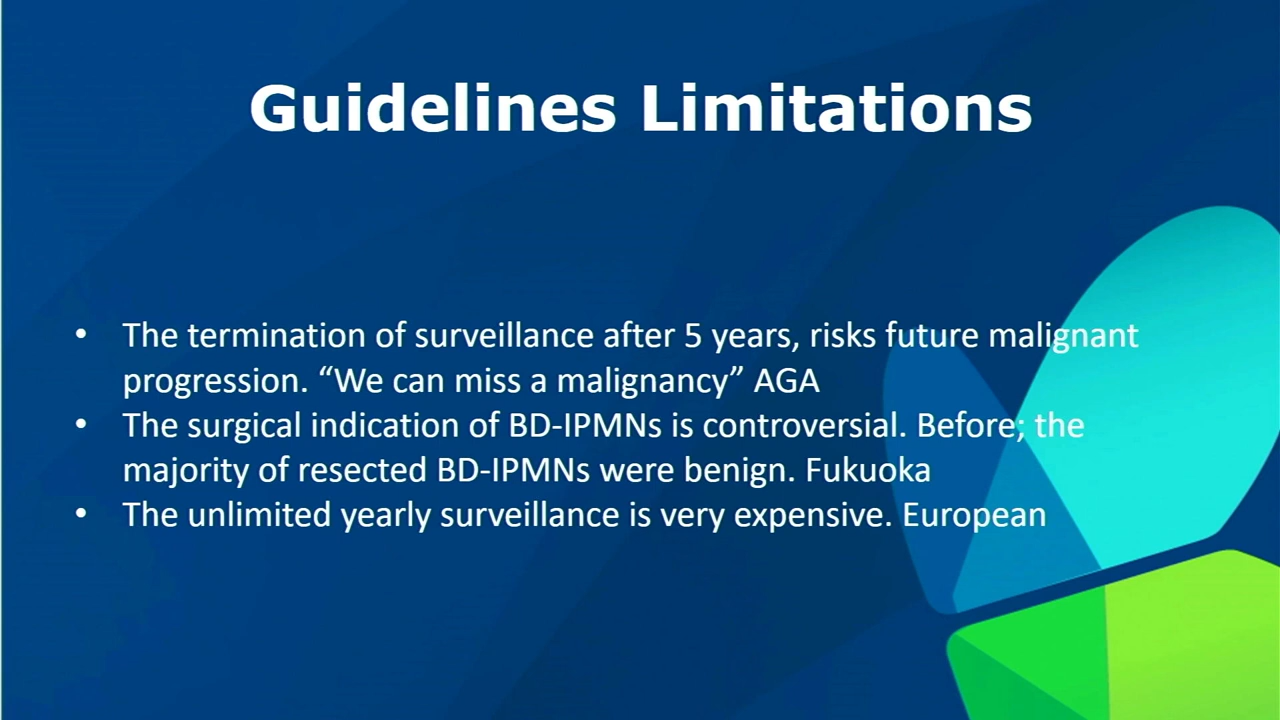 Guidelines Limitations
• The termination of surveillance after 5 years, risks future malignant
progression. “We can miss a malignancy” AGA
• The surgical indication of BD-IPMNs is controversial. Before; the
majority of resected BD-IPMNs were benign. Fukuoka
• The unlimited yearly surveillance is very expensive. European